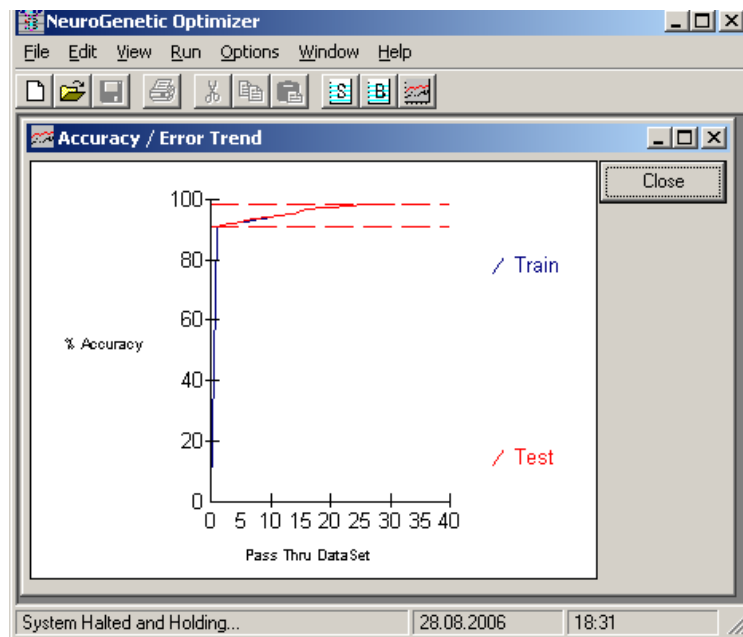 NeuroGenetic Optimizer
File Edit View Run Options Window Help
S B
Accuracy / Error Trend
Close
100
80
60
40
20
0
% Accuracy
0 5 10 15 20 25 30 35 40
Pass Thru DataSet
/ Train
/ Test
System Halted and Holding... 28.08.2006 18:31